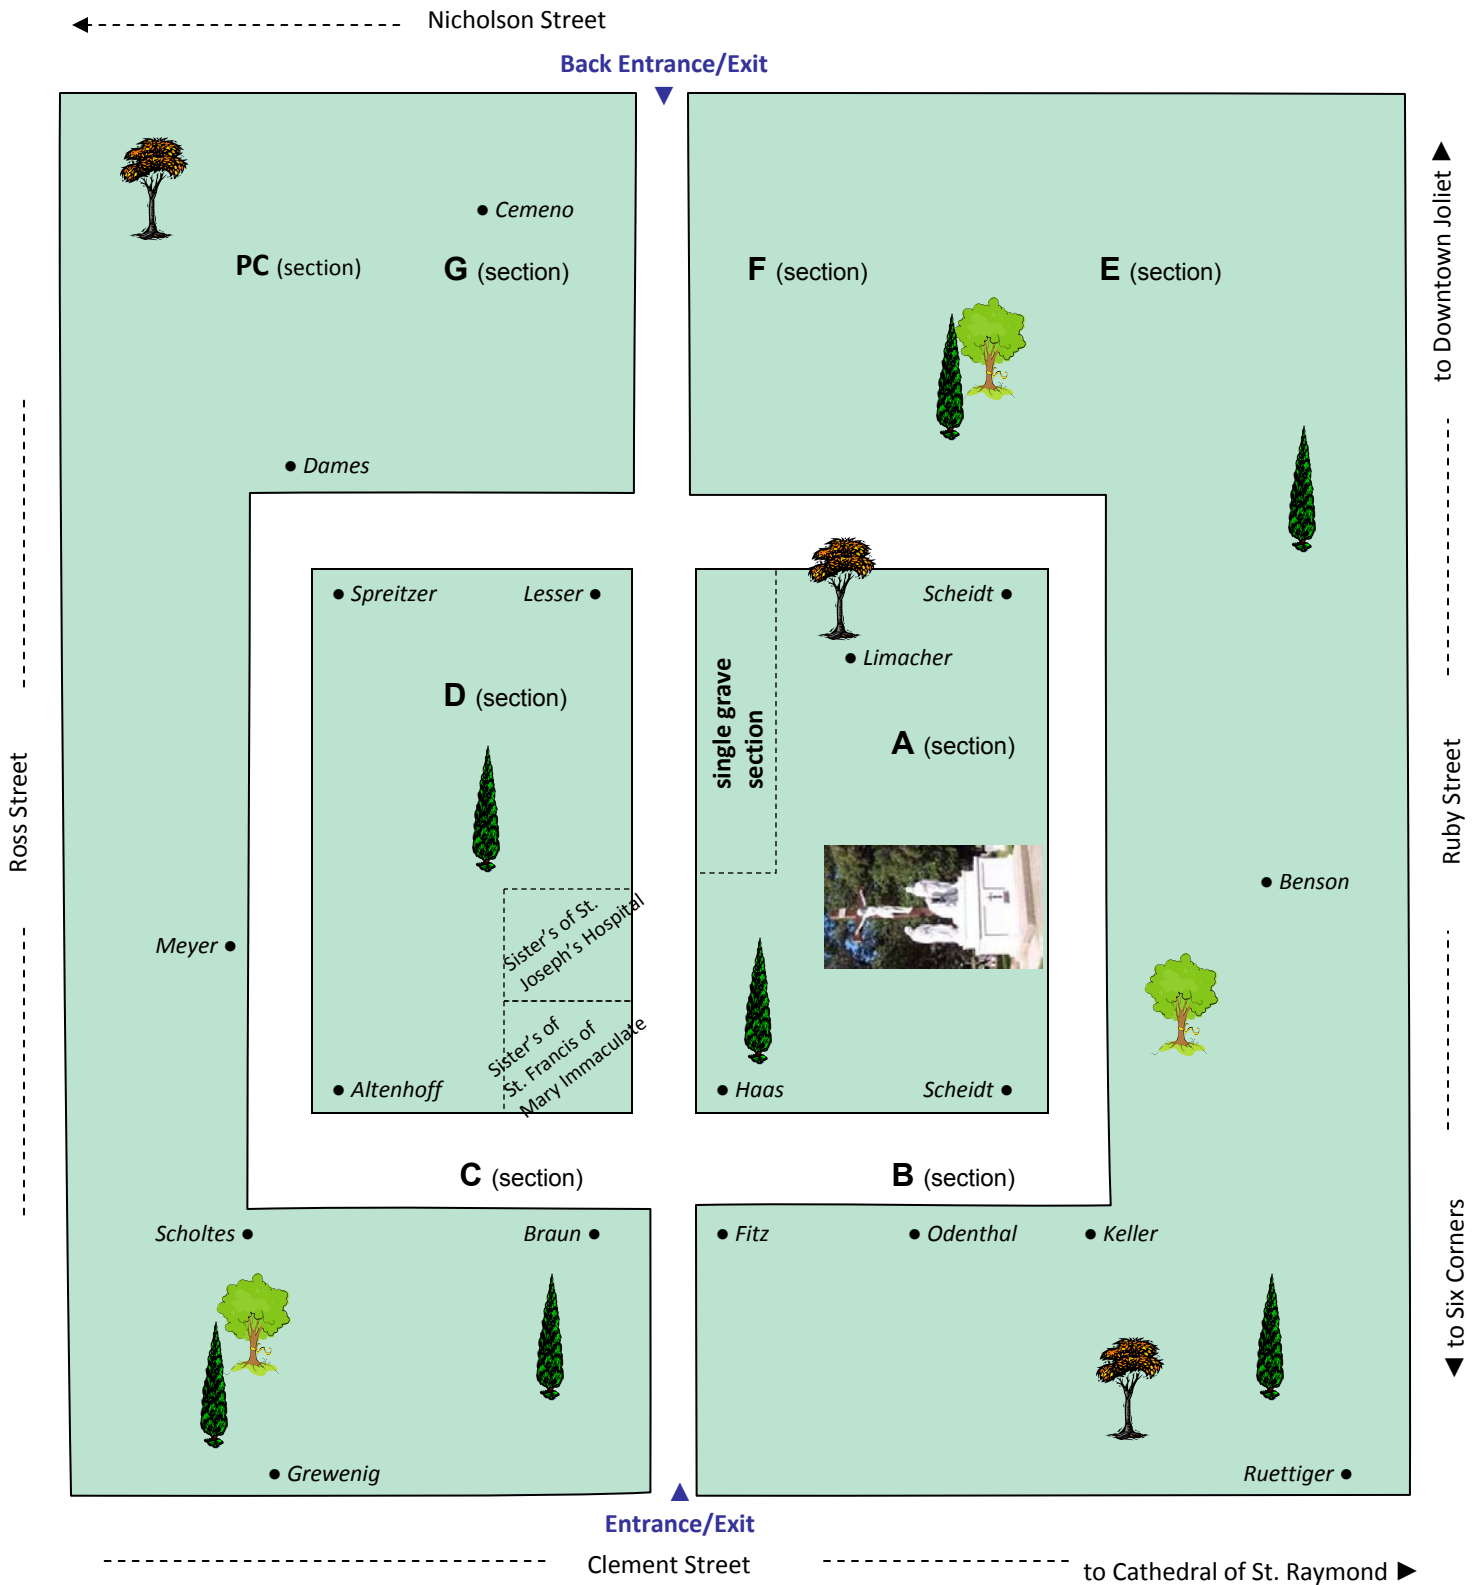 Nicholson Street
Back Entrance/Exit
to Downtown Joliet
Cemeno
PC (section)
G (section)
F (section)
E (section)
Dames
Spreitzer
Lesser
Scheidt
Limacher
single grave
section
D (section)
A (section)
Ross Street
Ruby Street
Benson
Sister's of St.
Joseph's Hospital
Meyer
Sister's of
St. Francis of
Mary Immaculate
Altenhoff
Haas
Scheidt
C (section)
B (section)
Scholtes
Braun
Fitz
Odenthal
Keller
to Six Corners
Grewenig
Ruettiger
Entrance/Exit
Clement Street
to Cathedral of St. Raymond